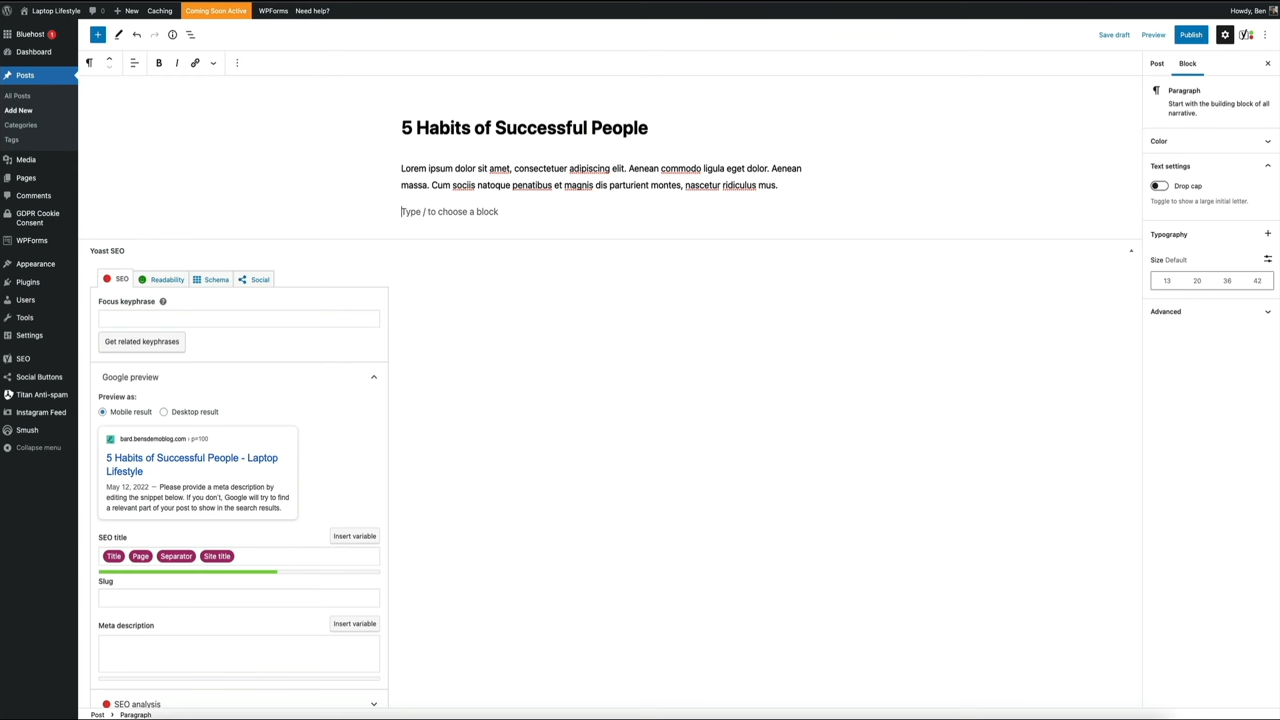 Laptop Lifestyle
New
Caching
Coming Soon Active
WPForms
Need help?
Howdy, Ben
Bluehost 1
Dashboard
Posts
All Posts
Add New
Categories
Tags
Media
Pages
Comments
GDPR Cookie
Consent
WPForms
Appearance
Plugins
Users
Tools
Settings
SEO
Social Buttons
Titan Anti-spam
Instagram Feed
Smush
Collapse menu
Save draft
Preview
Publish
B
I
5 Habits of Successful People
Lorem ipsum dolor sit amet, consectetuer adipiscing elit. Aenean commodo ligula eget dolor. Aenean
massa. Cum sociis natoque penatibus et magnis dis parturient montes, nascetur ridiculus mus.
Type / to choose a block
Yoast SEO
SEO
Readability
Schema
Social
Focus keyphrase
Get related keyphrases
Google preview
Preview as:
Mobile result
Desktop result
bard.bensdemoblog.com › p=100
5 Habits of Successful People - Laptop
Lifestyle
May 12, 2022 — Please provide a meta description by
editing the snippet below. If you don't, Google will try to find
a relevant part of your post to show in the search results.
SEO title
Insert variable
Title
Page
Separator
Site title
Slug
Meta description
Insert variable
SEO analysis
Post
Paragraph
Post
Block
Paragraph
Start with the building block of all
narrative.
Color
Text settings
Drop cap
Toggle to show a large initial letter.
Typography
Size Default
13 20 36 42
Advanced